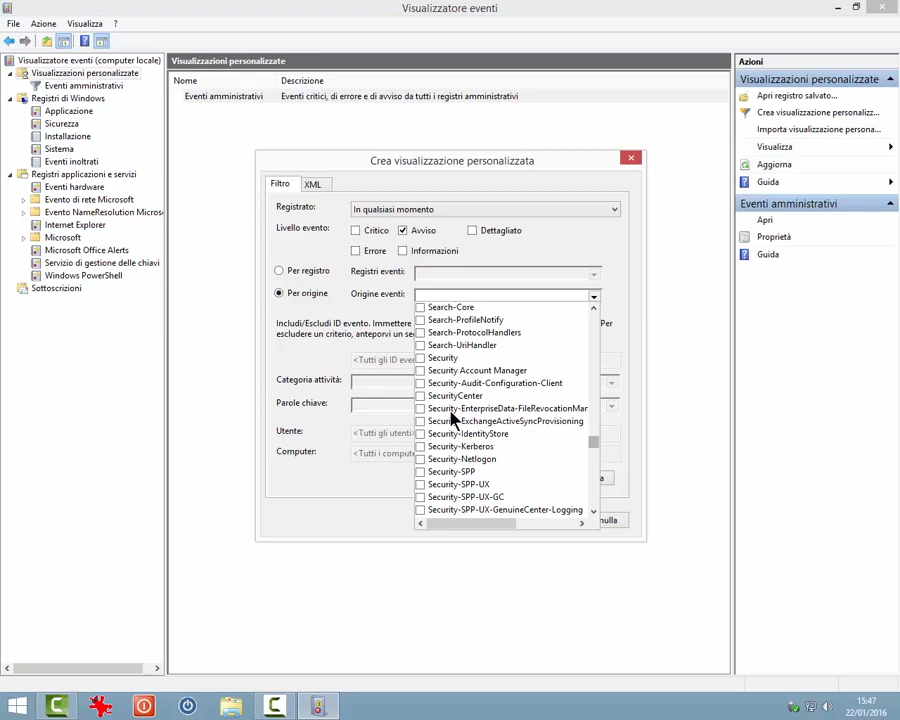 Visualizzatore eventi
File Azione Visualizza ?
Visualizzatore eventi (computer locale)
Visualizzazioni personalizzate
Eventi amministrativi
Registri di Windows
Applicazione
Sicurezza
Installazione
Sistema
Eventi inoltrati
Registri applicazioni e servizi
Eventi hardware
Evento di rete Microsoft
Evento NameResolution Micros
Internet Explorer
Microsoft
Microsoft Office Alerts
Servizio di gestione delle chiavi
Windows PowerShell
Sottoscrizioni
Visualizzazioni personalizzate
Nome Descrizione
Eventi amministrativi Eventi critici, di errore e di avviso da tutti i registri amministrativi
Crea visualizzazione personalizzata
Filtro XML
Registrato: In qualsiasi momento
Livello evento: Critico Avviso Dettagliato
Errore Informazioni
Per registro Registri eventi:
Per origine Origine eventi:
Includi/Escludi ID evento. Immettere Per
escludere un criterio, anteporvi un se
<Tutti gli ID eve
Categoria attività:
Parole chiave:
Utente: <Tutti gli utenti>
Computer: <Tutti i compute
a
nulla
Search-Core
Search-ProfileNotify
Search-ProtocolHandlers
Search-UriHandler
Security
Security Account Manager
Security-Audit-Configuration-Client
SecurityCenter
Security-EnterpriseData-FileRevocationMan
Security-ExchangeActiveSyncProvisioning
Security-IdentityStore
Security-Kerberos
Security-Netlogon
Security-SPP
Security-SPP-UX
Security-SPP-UX-GC
Security-SPP-UX-GenuineCenter-Logging
Azioni
Visualizzazioni personalizzate
Apri registro salvato...
Crea visualizzazione personalizz...
Importa visualizzazione persona...
Visualizza
Aggiorna
Guida
Eventi amministrativi
Apri
Proprietà
Guida
15:47
22/01/2016